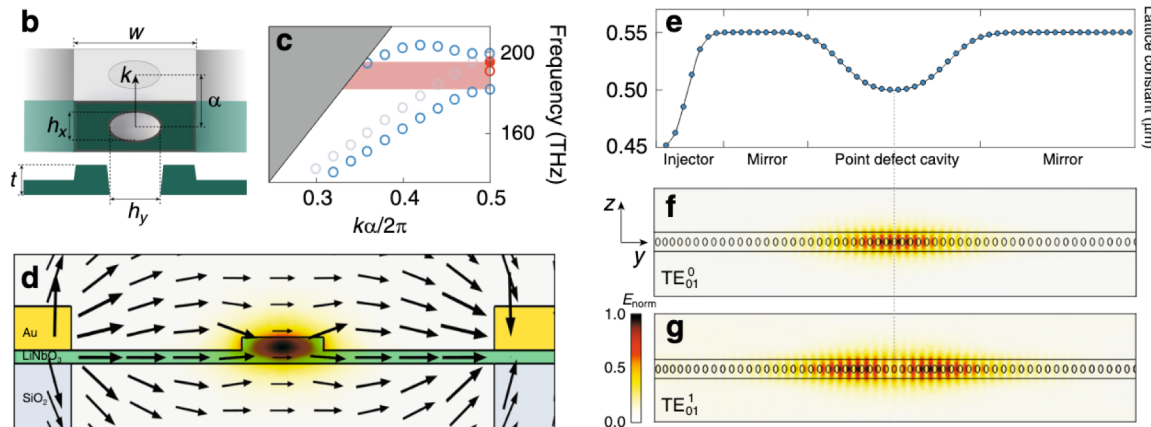 b
w
k
α
hx
t
hy
c
200
160
Frequency (THz)
0.3
0.4
0.5
kα/2π
d
Au
LiNbO3
SiO2
e
0.55
0.50
0.45
Lattice constant (μm)
Injector
Mirror
Point defect cavity
Mirror
f
z
y
TE⁰₀₁
Enorm
1.0
0.5
0.0
g
TE¹₀₁